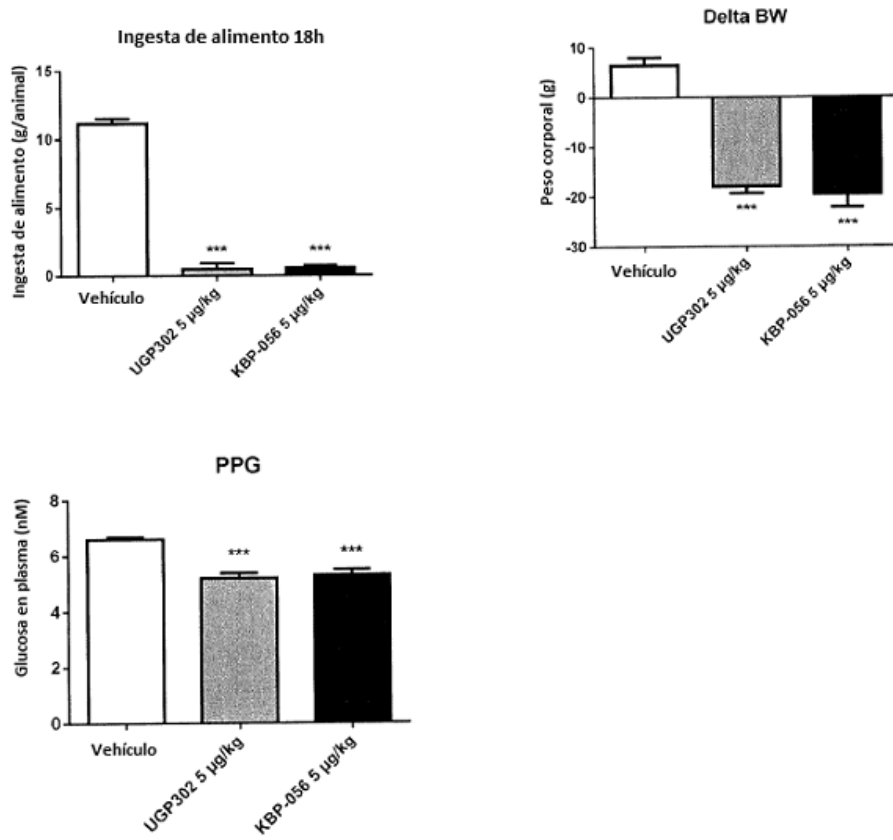 Ingesta de alimento 18h
Ingesta de alimento (g/animal)
15
10
5
0
***
***
Vehículo
UGP302 5 µg/kg
KBP-056 5 µg/kg
Delta BW
Peso corporal (g)
10
0
-10
-20
-30
***
***
Vehículo
UGP302 5 µg/kg
KBP-056 5 µg/kg
PPG
Glucosa en plasma (nM)
8
6
4
2
0
***
***
Vehículo
UGP302 5 µg/kg
KBP-056 5 µg/kg